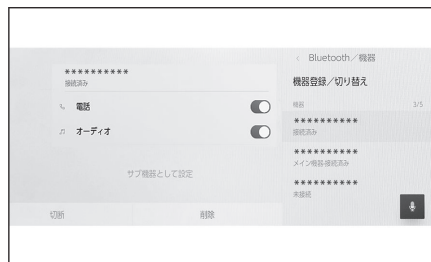 **********
接続済み
電話
オーディオ
サブ機器として設定
切断
削除
< Bluetooth／機器
機器登録／切り替え
機器 3/5
**********
接続済み
**********
メイン機器-接続済み
**********
未接続